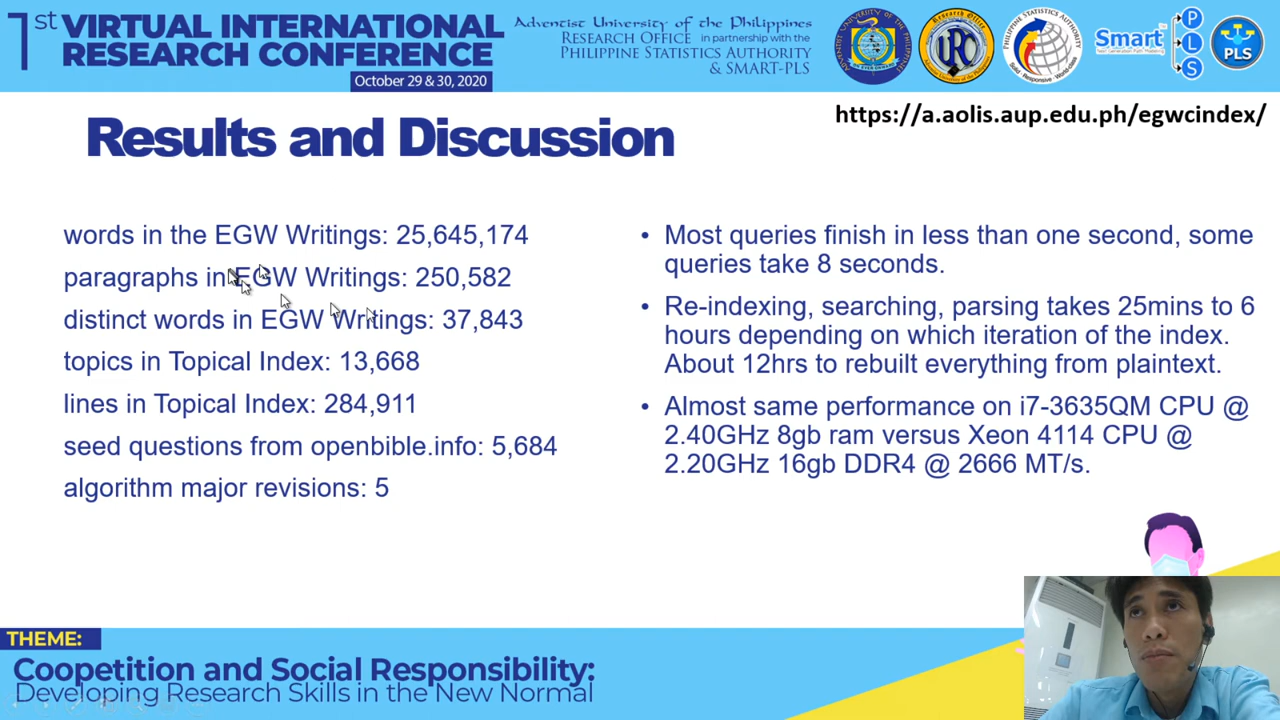 1st VIRTUAL INTERNATIONAL
RESEARCH CONFERENCE
October 29 & 30, 2020
Adventist University of the Philippines
RESEARCH OFFICE in partnership with the
PHILIPPINE STATISTICS AUTHORITY
& SMART-PLS
Smart
P
L
S
PLS
https://a.aolis.aup.edu.ph/egwcindex/
Results and Discussion
words in the EGW Writings: 25,645,174
paragraphs in EGW Writings: 250,582
distinct words in EGW Writings: 37,843
topics in Topical Index: 13,668
lines in Topical Index: 284,911
seed questions from openbible.info: 5,684
algorithm major revisions: 5
• Most queries finish in less than one second, some
queries take 8 seconds.
• Re-indexing, searching, parsing takes 25mins to 6
hours depending on which iteration of the index.
About 12hrs to rebuilt everything from plaintext.
• Almost same performance on i7-3635QM CPU @
2.40GHz 8gb ram versus Xeon 4114 CPU @
2.20GHz 16gb DDR4 @ 2666 MT/s.
THEME:
Coopetition and Social Responsibility:
Developing Research Skills in the New Normal